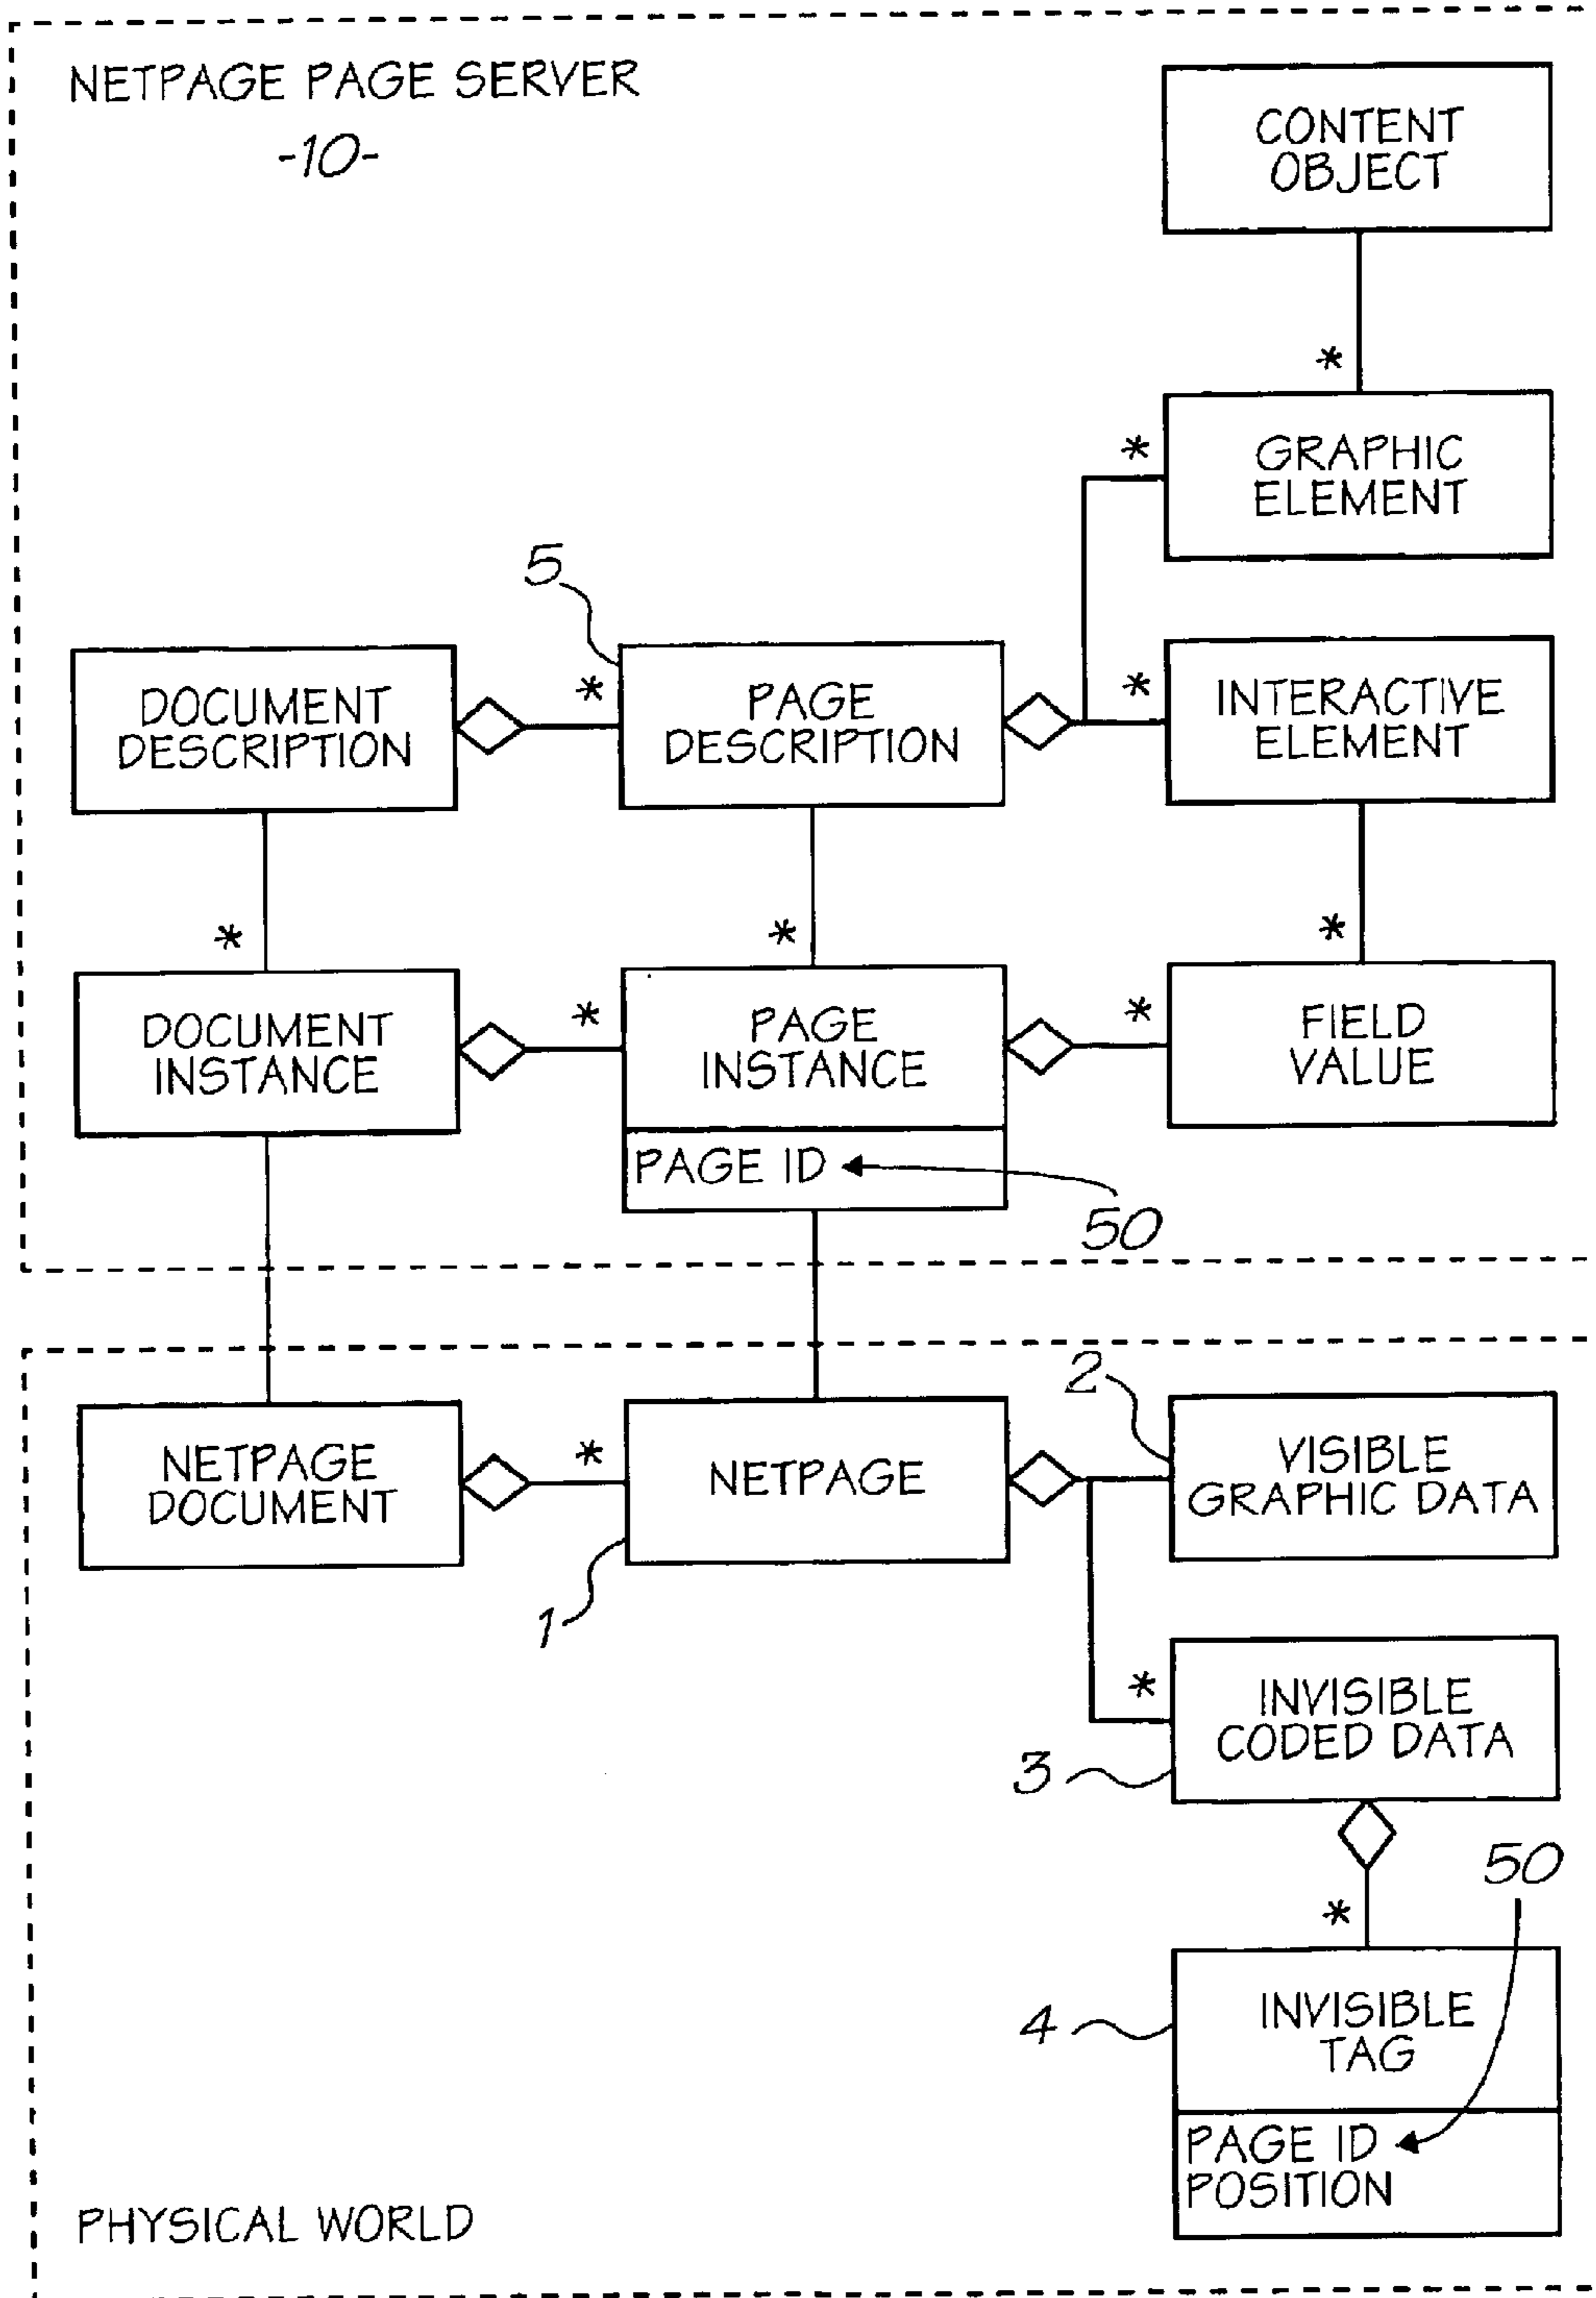 NETPAGE PAGE SERVER
-10-
CONTENT
OBJECT
*
*
GRAPHIC
ELEMENT
5
DOCUMENT
DESCRIPTION
*
PAGE
DESCRIPTION
*
INTERACTIVE
ELEMENT
*
*
*
DOCUMENT
INSTANCE
*
PAGE
INSTANCE
PAGE ID
50
*
FIELD
VALUE
NETPAGE
DOCUMENT
*
NETPAGE
1
2
VISIBLE
GRAPHIC DATA
*
INVISIBLE
CODED DATA
3
*
50
4
INVISIBLE
TAG
PAGE ID
POSITION
PHYSICAL WORLD